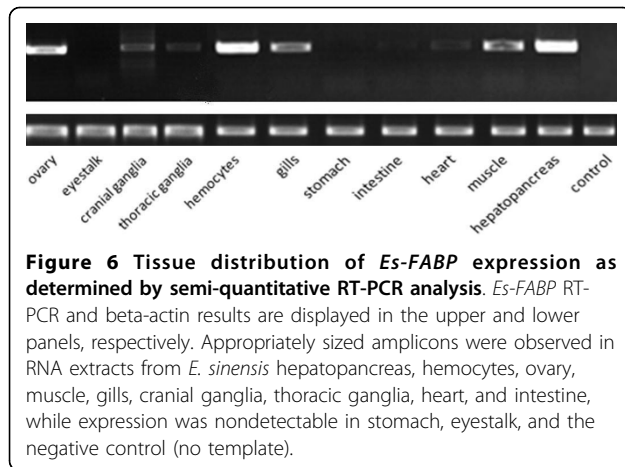 ovary
eyestalk
cranial ganglia
thoracic ganglia
hemocytes
gills
stomach
intestine
heart
muscle
hepatopancreas
control
Figure 6 Tissue distribution of Es-FABP expression as
determined by semi-quantitative RT-PCR analysis. Es-FABP RT-
PCR and beta-actin results are displayed in the upper and lower
panels, respectively. Appropriately sized amplicons were observed in
RNA extracts from E. sinensis hepatopancreas, hemocytes, ovary,
muscle, gills, cranial ganglia, thoracic ganglia, heart, and intestine,
while expression was nondetectable in stomach, eyestalk, and the
negative control (no template).